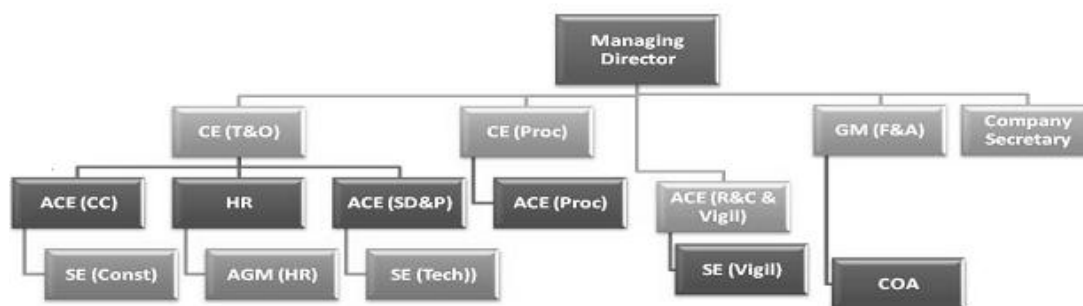 Managing
Director
CE (T&O)
CE (Proc)
GM (F&A)
Company
Secretary
ACE (CC)
HR
ACE (SD&P)
ACE (Proc)
ACE (R&C &
Vigil)
SE (Const)
AGM (HR)
SE (Tech))
SE (Vigil)
COA